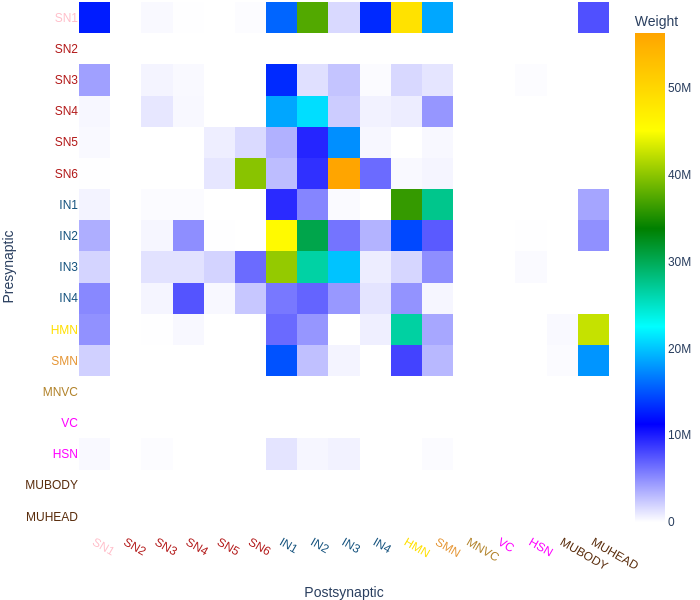 Weight
SN1
SN2
SN3
SN4
SN5
SN6
IN1
IN2
IN3
IN4
HMN
SMN
MNVC
VC
HSN
MUBODY
MUHEAD
Presynaptic
50M
40M
30M
20M
10M
0
SN1
SN2
SN3
SN4
SN5
SN6
IN1
IN2
IN3
IN4
HMN
SMN
MNVC
VC
HSN
MUBODY
MUHEAD
Postsynaptic